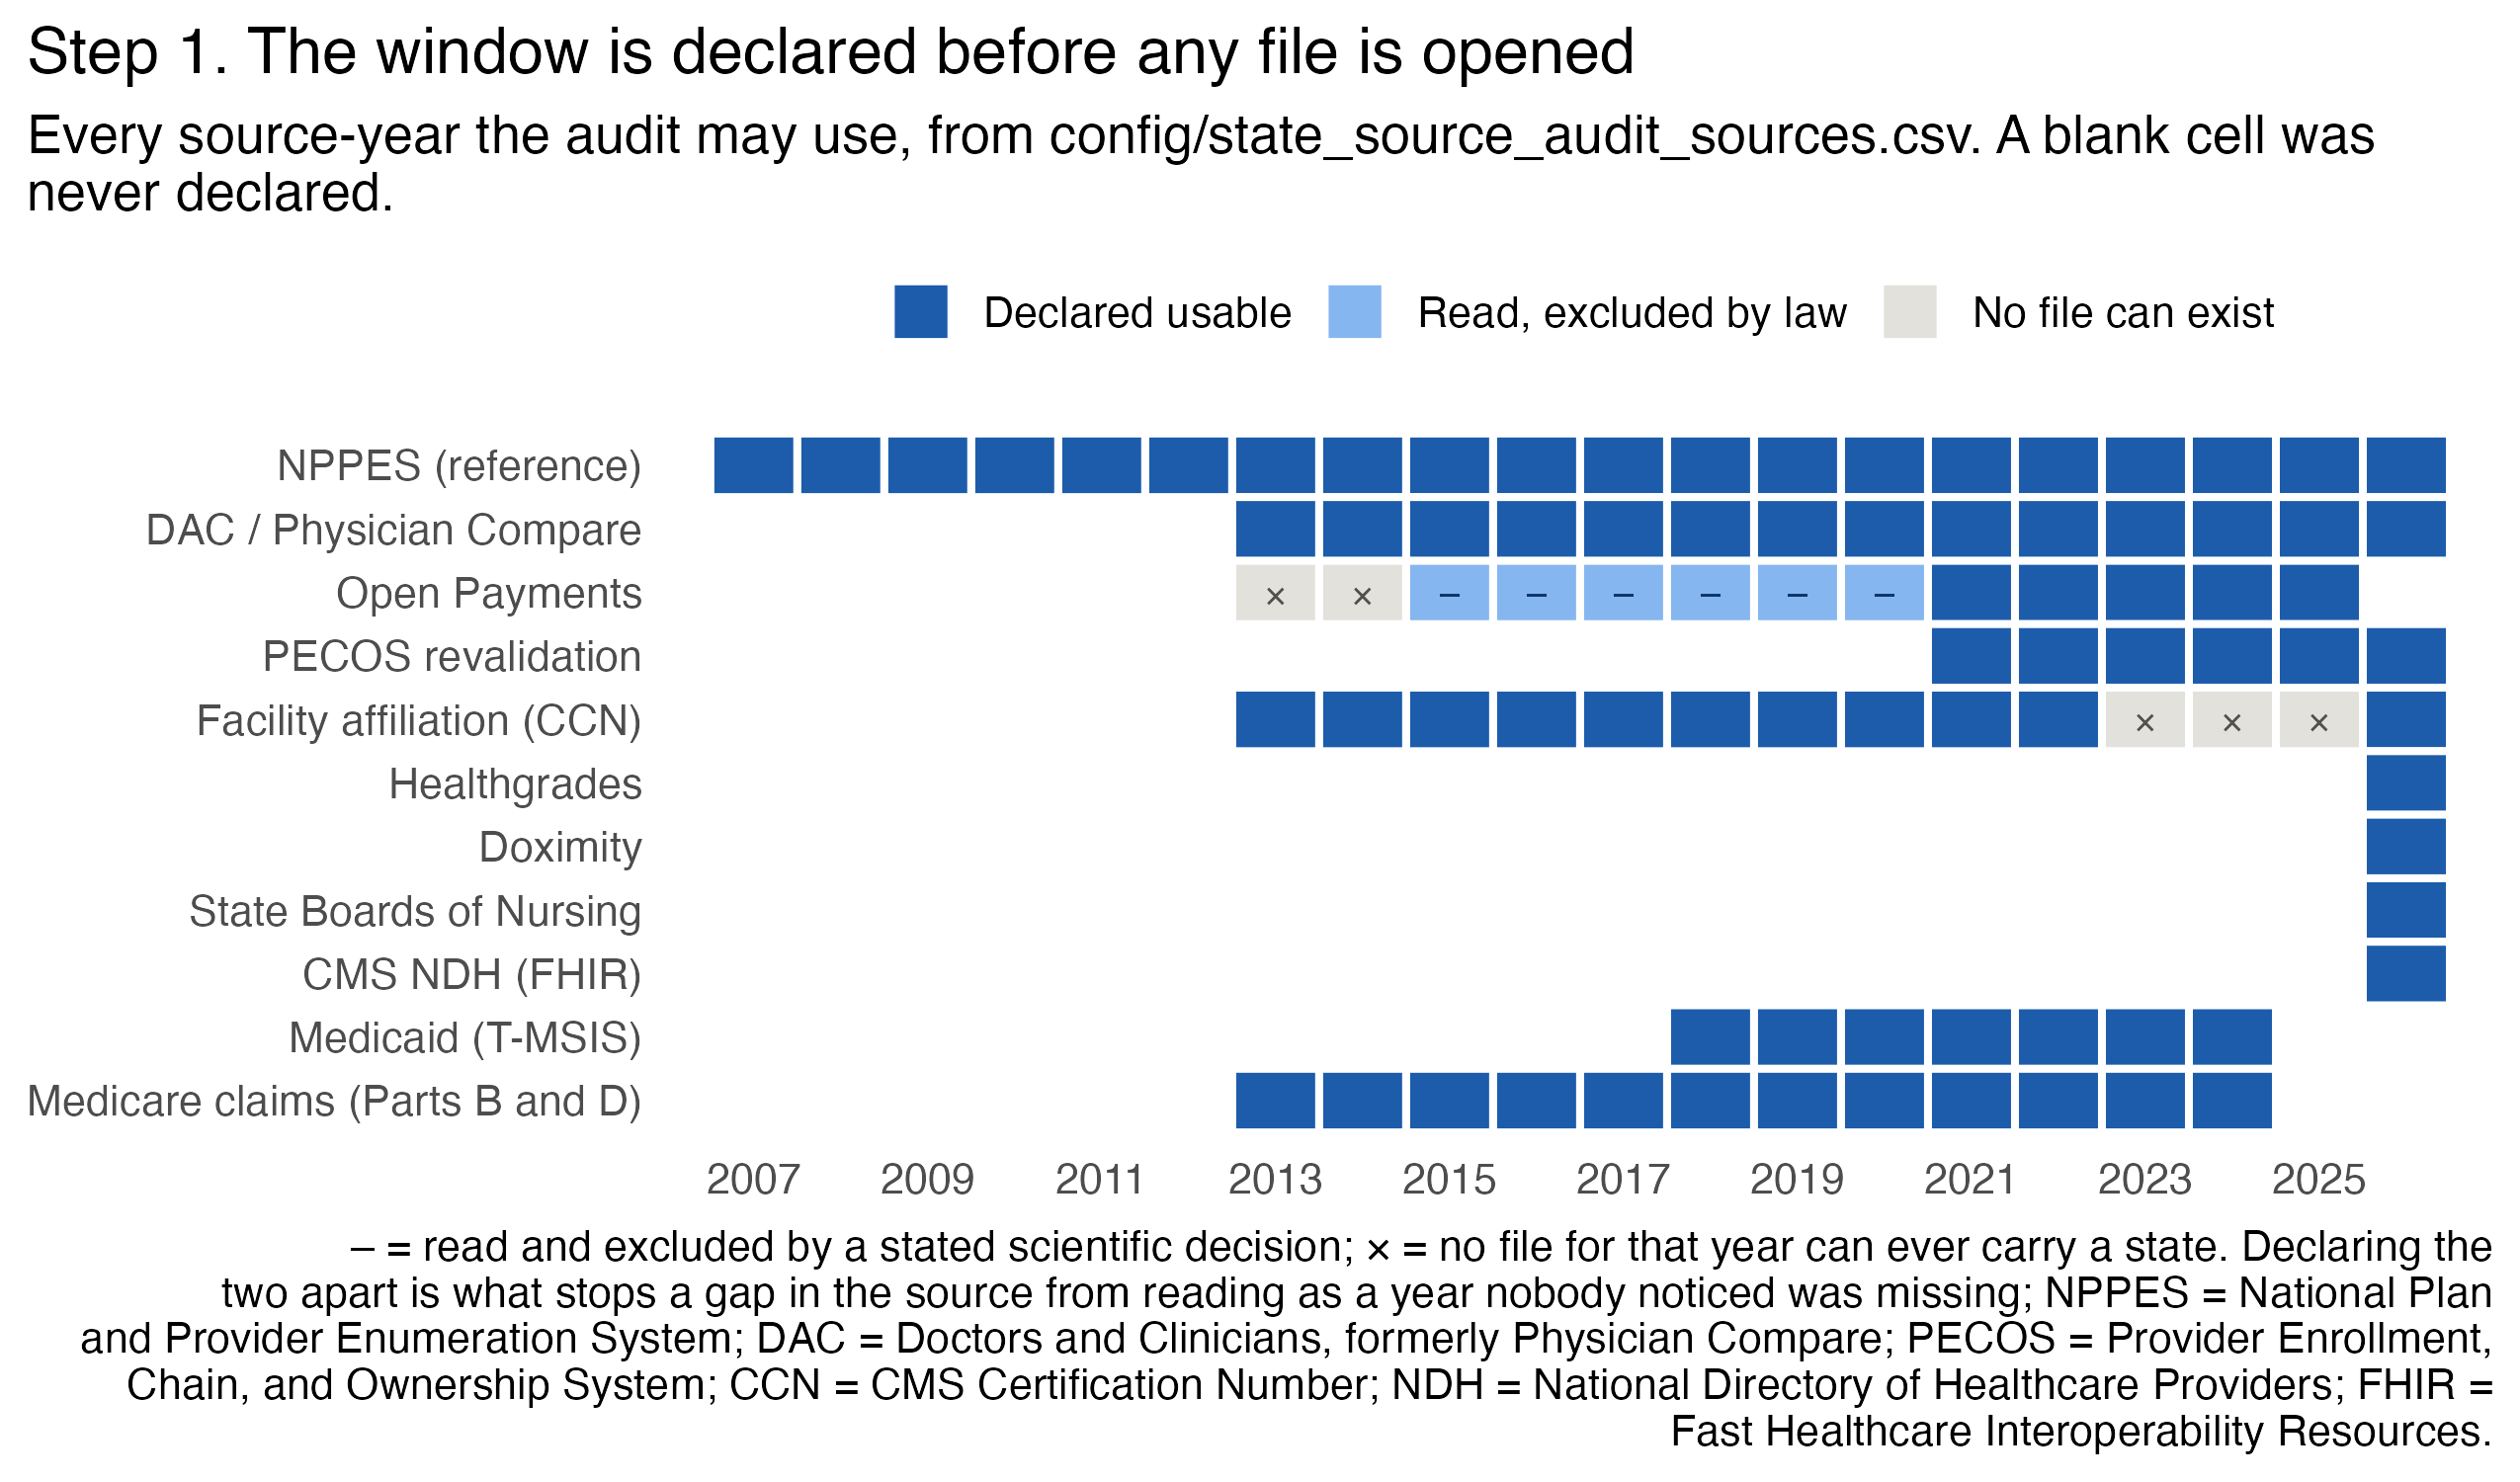 Step 1. The window is declared before any file is opened
Every source-year the audit may use, from config/state_source_audit_sources.csv. A blank cell was
never declared.
Declared usable
Read, excluded by law
No file can exist
NPPES (reference)
DAC / Physician Compare
Open Payments
× × – – – – – –
PECOS revalidation
Facility affiliation (CCN)
× × ×
Healthgrades
Doximity
State Boards of Nursing
CMS NDH (FHIR)
Medicaid (T-MSIS)
Medicare claims (Parts B and D)
2007 2009 2011 2013 2015 2017 2019 2021 2023 2025
– = read and excluded by a stated scientific decision; × = no file for that year can ever carry a state. Declaring the
two apart is what stops a gap in the source from reading as a year nobody noticed was missing; NPPES = National Plan
and Provider Enumeration System; DAC = Doctors and Clinicians, formerly Physician Compare; PECOS = Provider Enrollment,
Chain, and Ownership System; CCN = CMS Certification Number; NDH = National Directory of Healthcare Providers; FHIR =
Fast Healthcare Interoperability Resources.